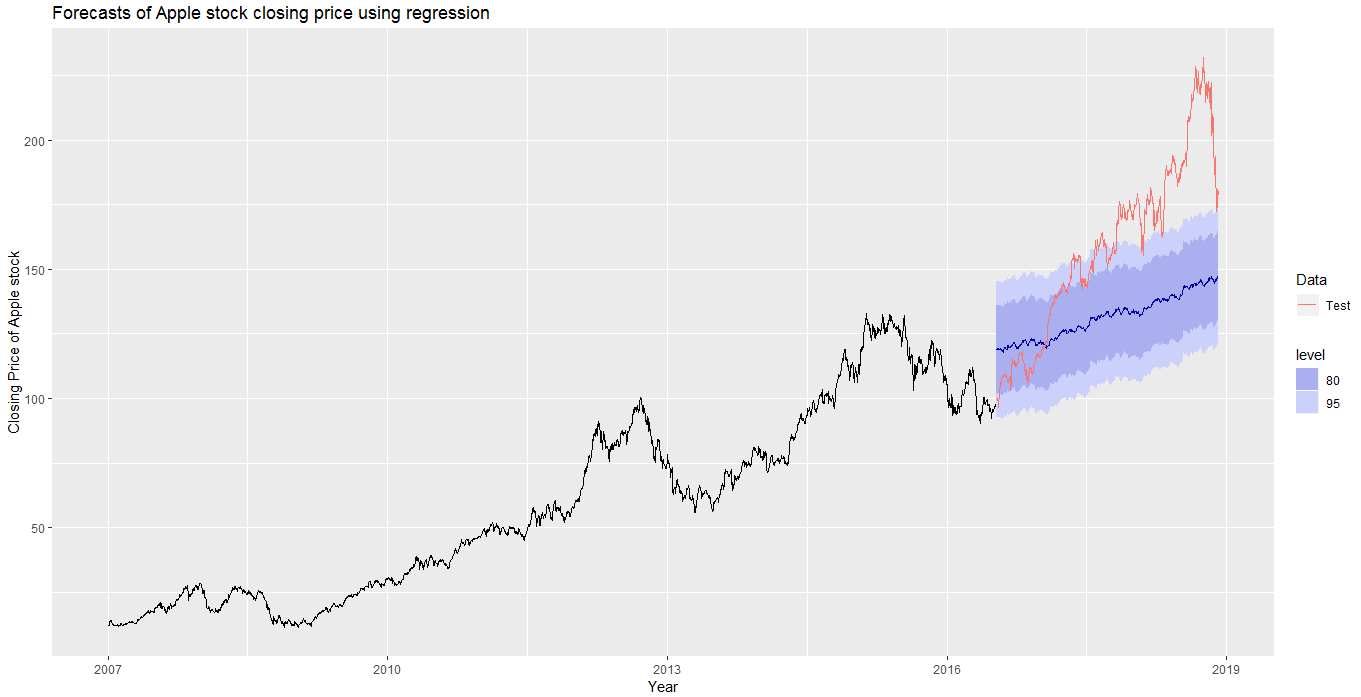 Forecasts of Apple stock closing price using regression
Closing Price of Apple stock
200
150
100
50
2007
2010
2013
2016
2019
Year
Data
Test
level
80
95